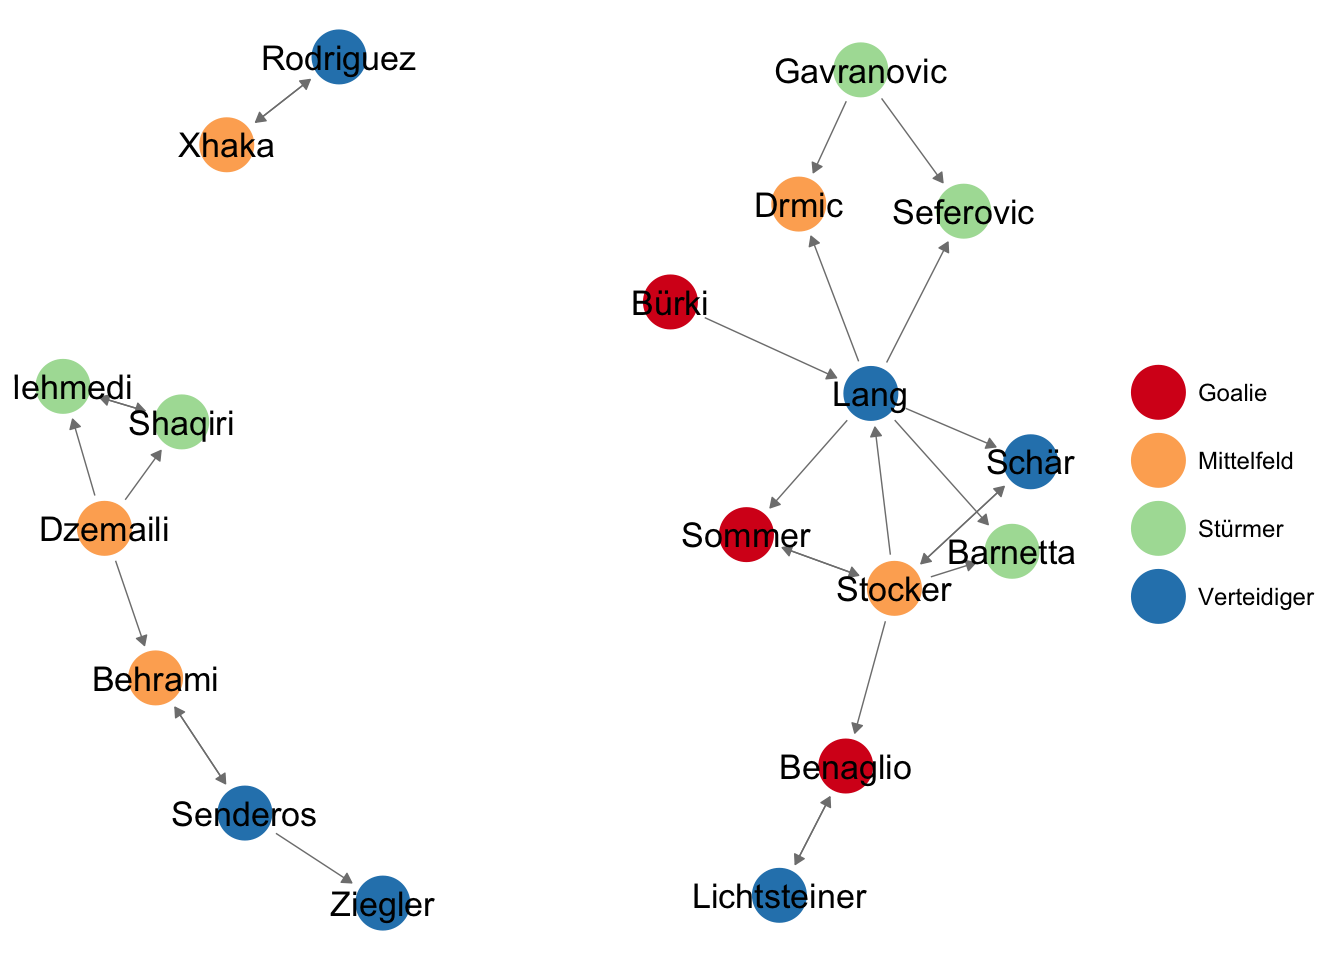 Rodriguez
Xhaka
Gavranovic
Drmic
Seferovic
Bürki
Lang
Iehmedi
Shaqiri
Schär
Dzemaili
Sommer
Barnetta
Stocker
Behrami
Benaglio
Senderos
Lichtsteiner
Ziegler
Goalie
Mittelfeld
Stürmer
Verteidiger